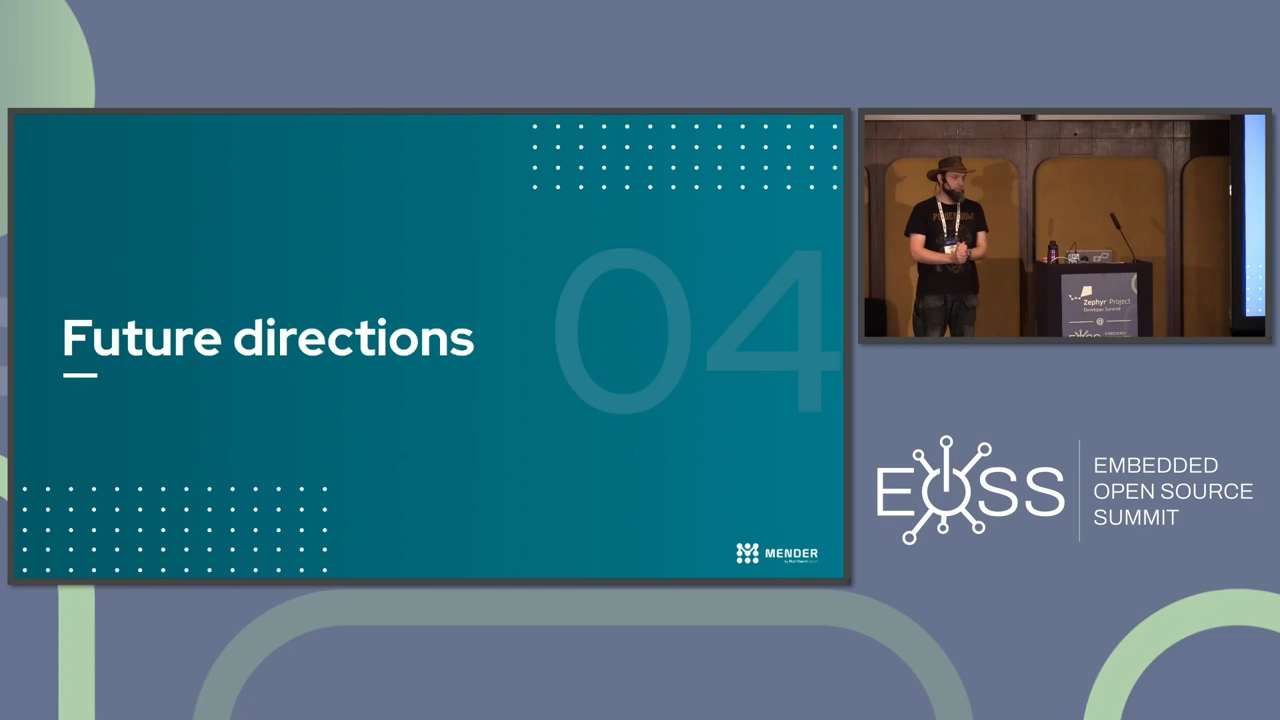 Future directions
04
MENDER
Zephyr® Project
Developer Summit
@
EOSS
EMBEDDED
OPEN SOURCE
SUMMIT